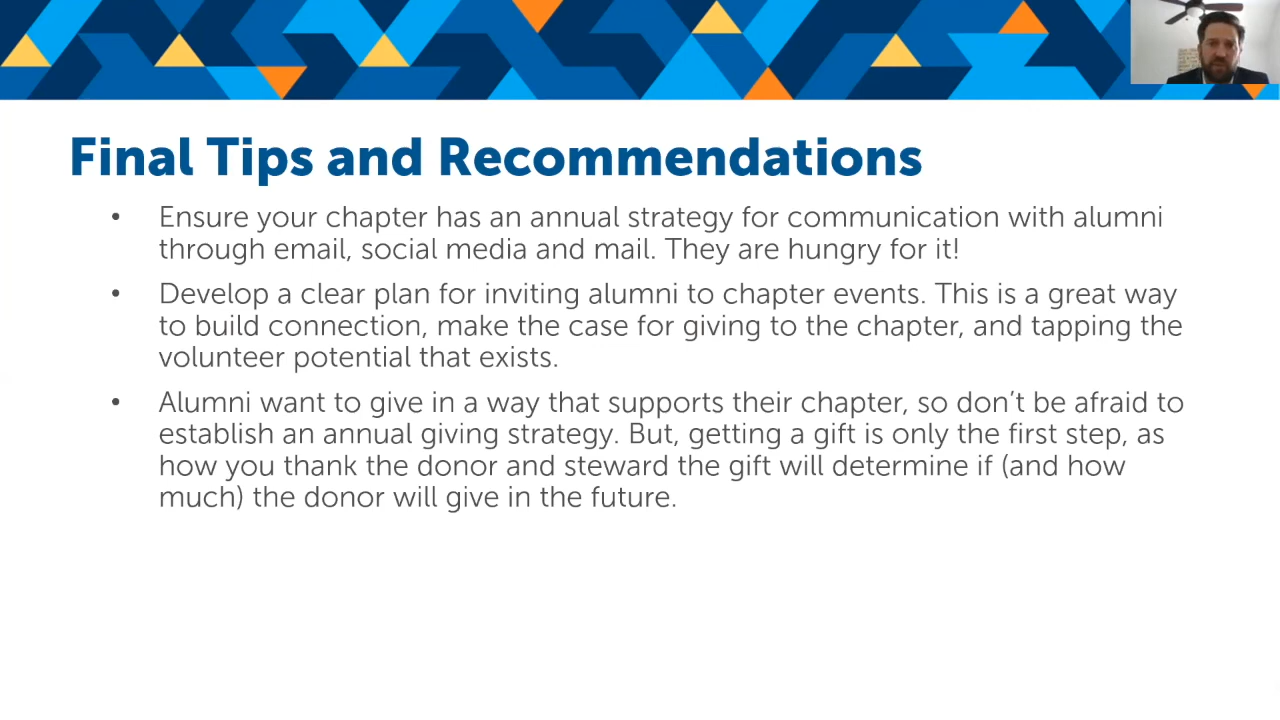 Final Tips and Recommendations
• Ensure your chapter has an annual strategy for communication with alumni
through email, social media and mail. They are hungry for it!
• Develop a clear plan for inviting alumni to chapter events. This is a great way
to build connection, make the case for giving to the chapter, and tapping the
volunteer potential that exists.
• Alumni want to give in a way that supports their chapter, so don’t be afraid to
establish an annual giving strategy. But, getting a gift is only the first step, as
how you thank the donor and steward the gift will determine if (and how
much) the donor will give in the future.